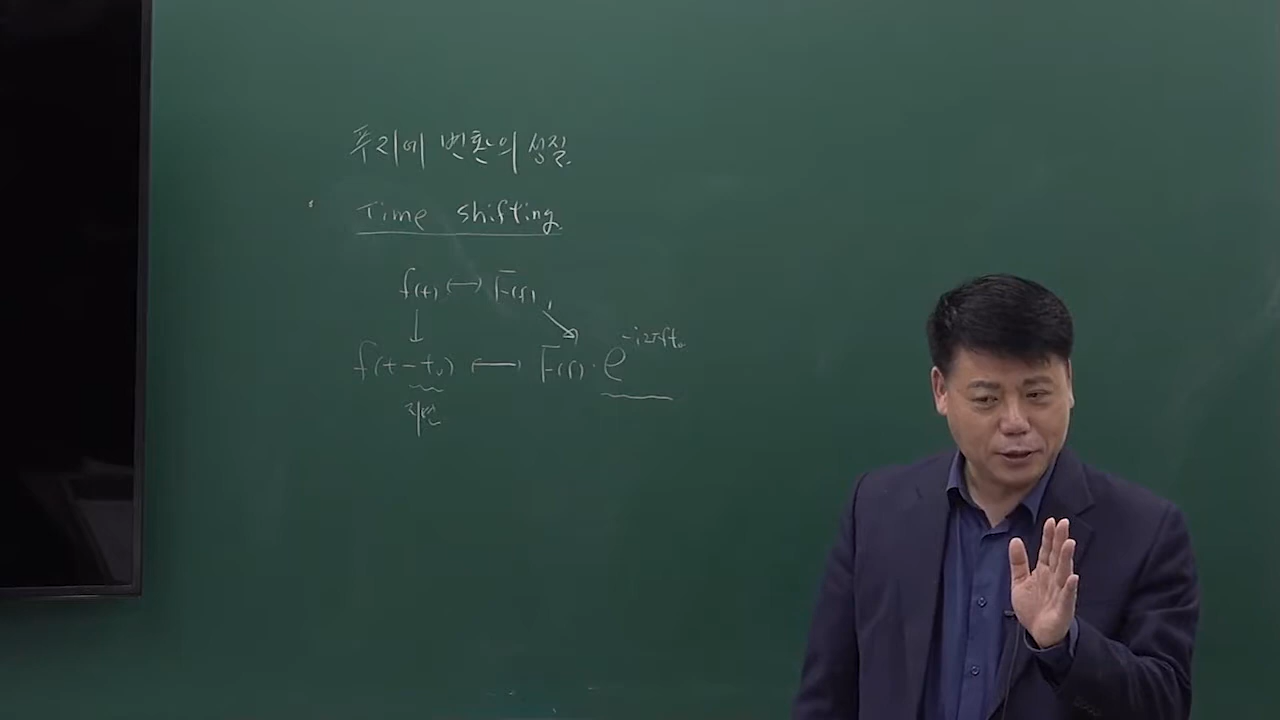 푸리에 변환의 성질.
Time shifting.
f(t) ↔ F(f)
↓ ↘
f(t-t₀) ↔ F(f)·e^{-i2πft₀}
지연